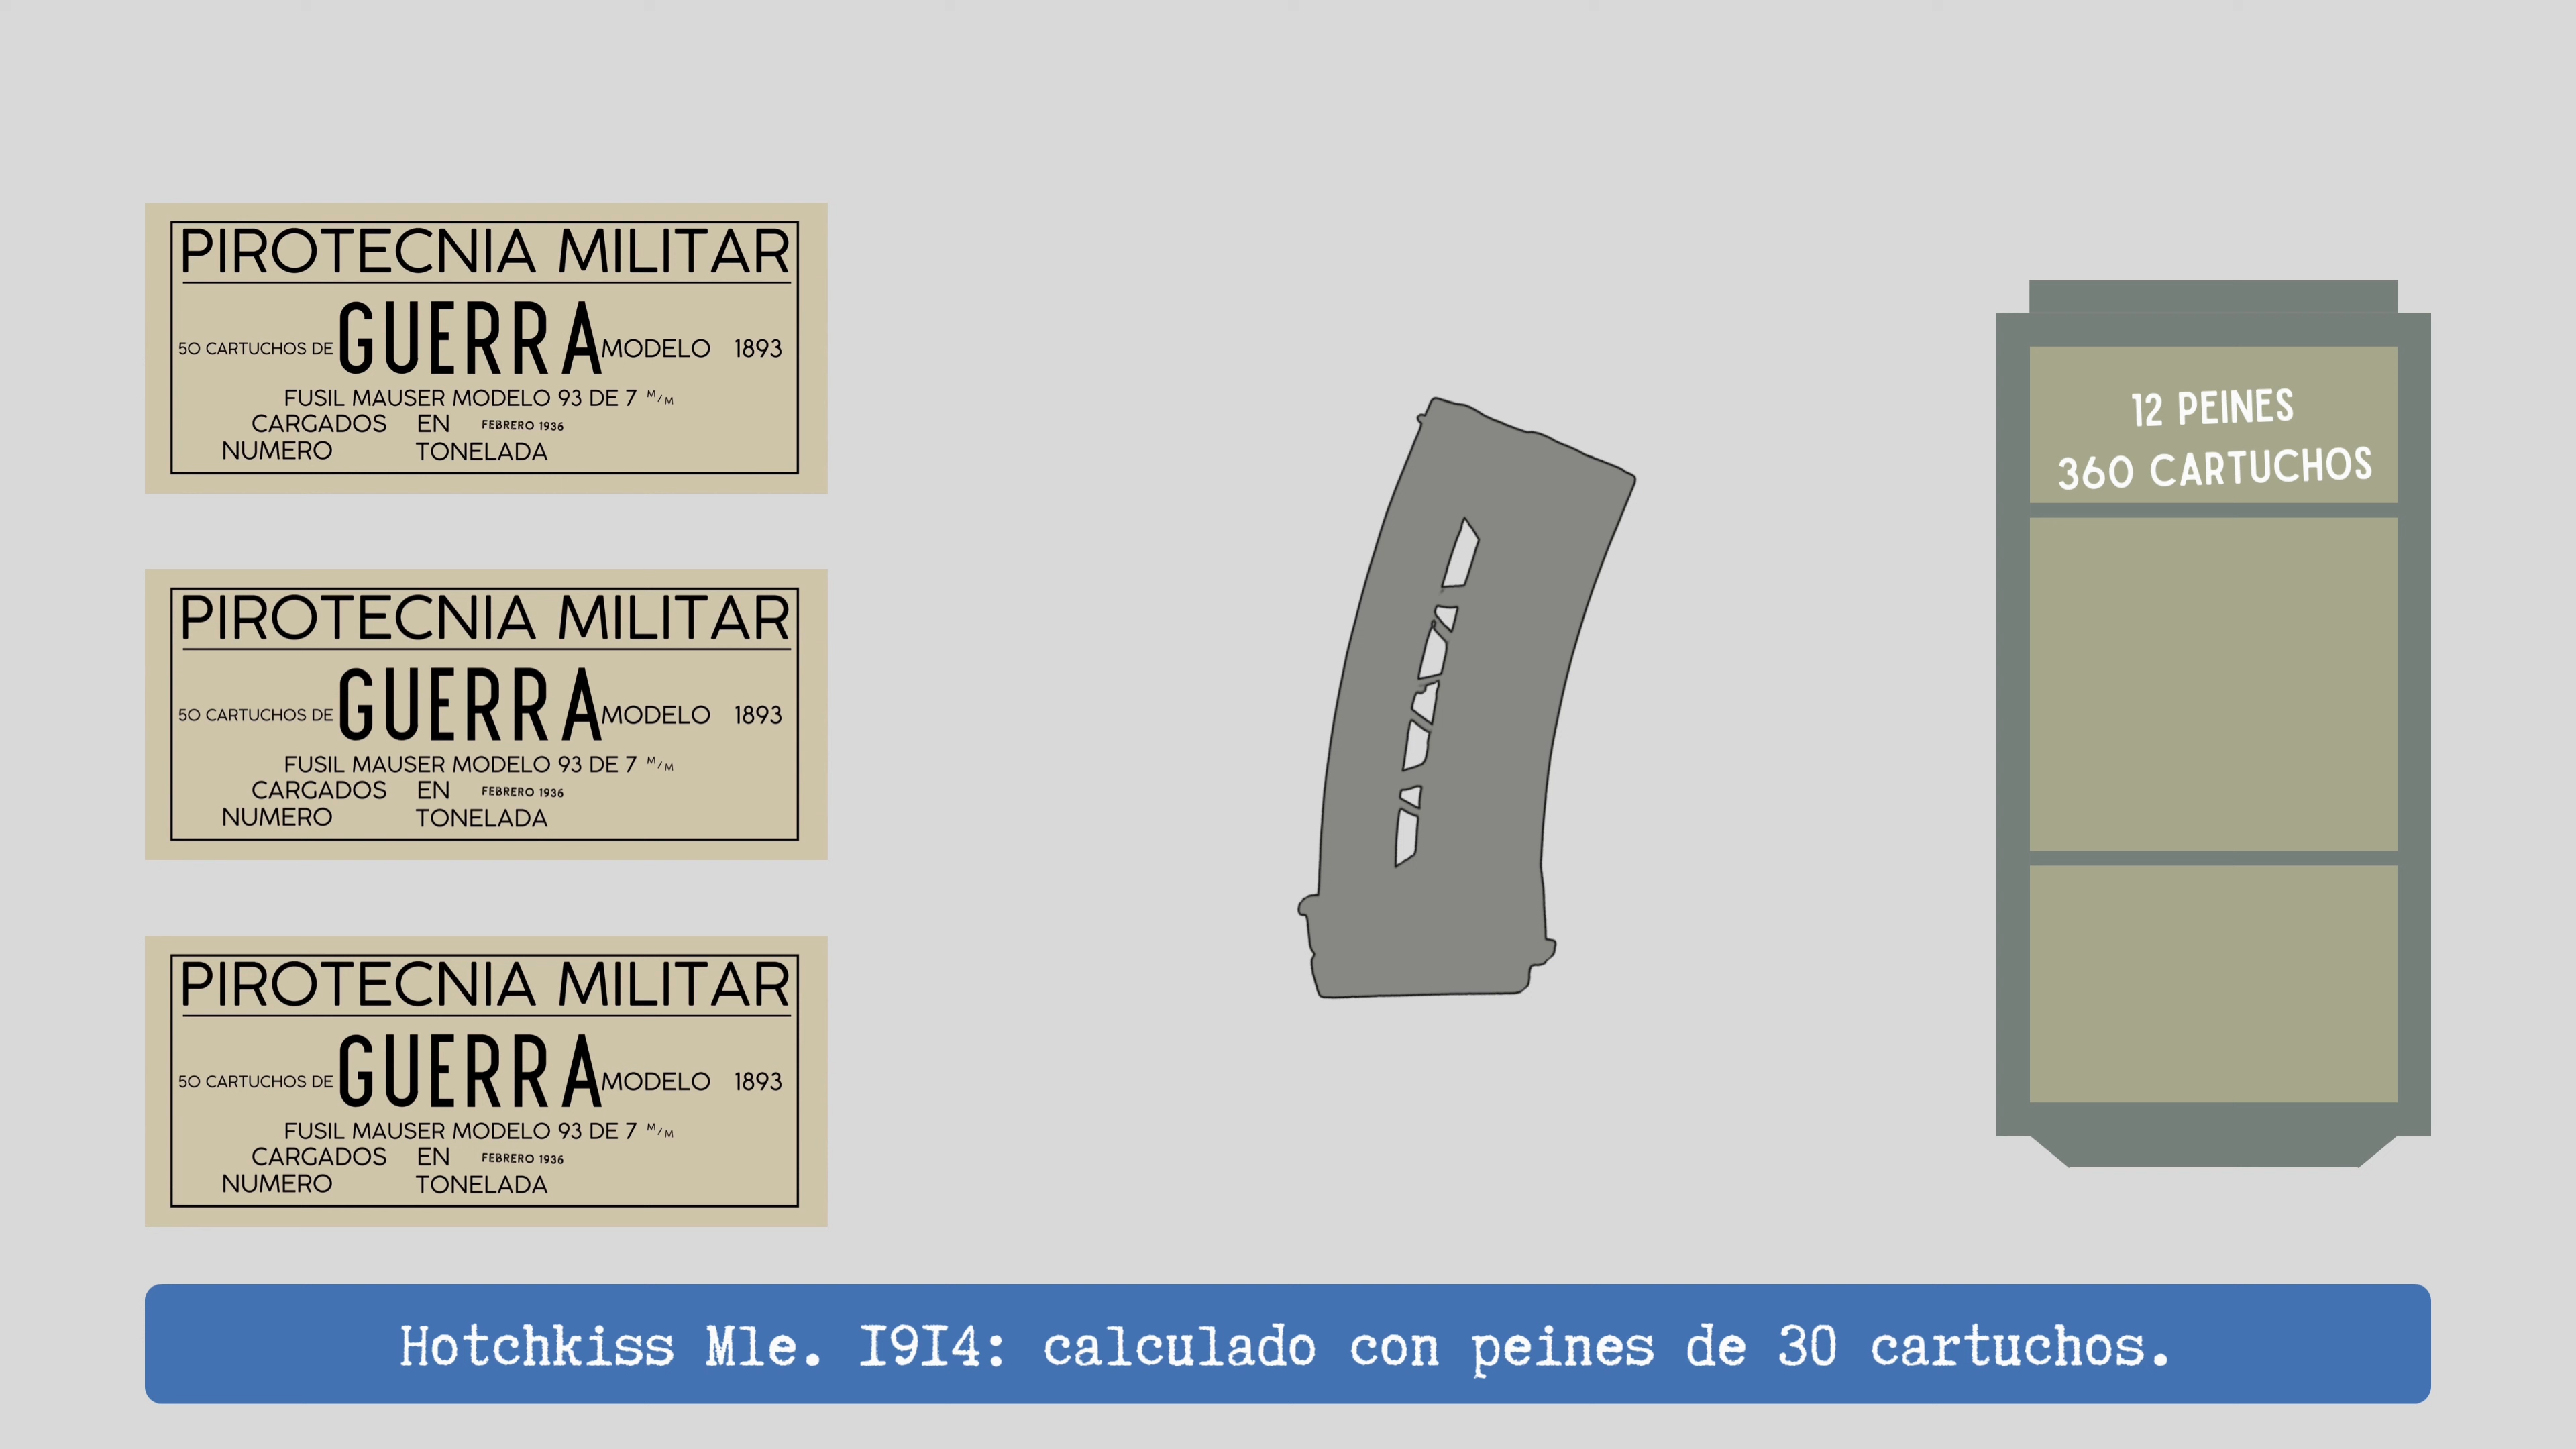 PIROTECNIA MILITAR
50 CARTUCHOS DE GUERRA MODELO 1893
FUSIL MAUSER MODELO 93 DE 7 M/M
CARGADOS EN FEBRERO 1936
NUMERO TONELADA
PIROTECNIA MILITAR
50 CARTUCHOS DE GUERRA MODELO 1893
FUSIL MAUSER MODELO 93 DE 7 M/M
CARGADOS EN FEBRERO 1936
NUMERO TONELADA
PIROTECNIA MILITAR
50 CARTUCHOS DE GUERRA MODELO 1893
FUSIL MAUSER MODELO 93 DE 7 M/M
CARGADOS EN FEBRERO 1936
NUMERO TONELADA
12 PEINES
360 CARTUCHOS
Hotchkiss Mle. I9I4: calculado con peines de 30 cartuchos.